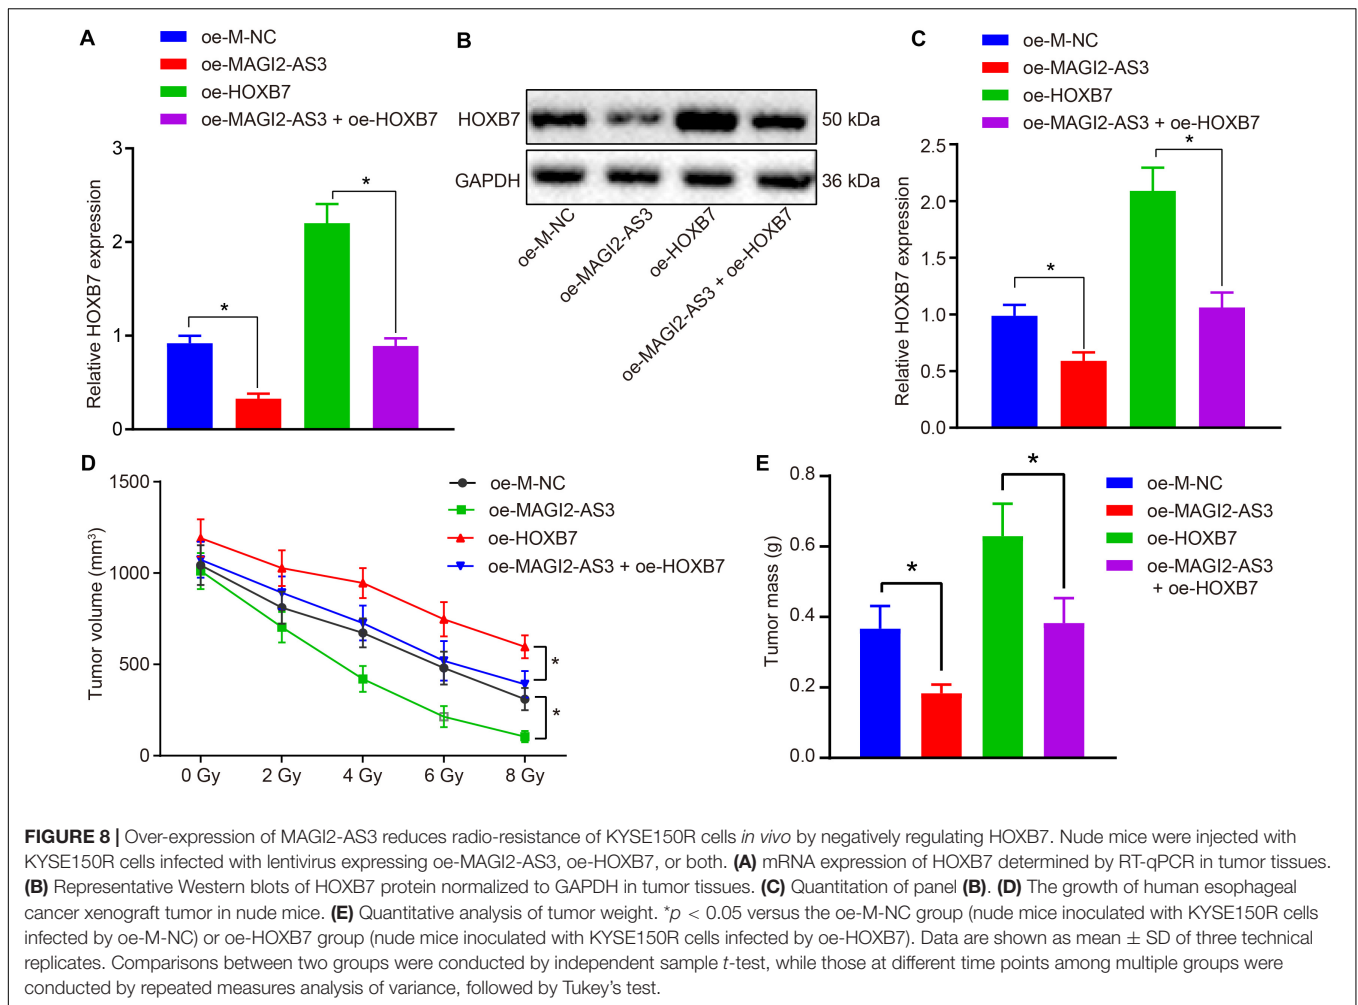 A
oe-M-NC
oe-MAGI2-AS3
oe-HOXB7
oe-MAGI2-AS3 + oe-HOXB7
Relative HOXB7 expression
3
2
1
0
*
*
B
HOXB7
50 kDa
GAPDH
36 kDa
oe-M-NC
oe-MAGI2-AS3
oe-HOXB7
oe-MAGI2-AS3 + oe-HOXB7
C
oe-M-NC
oe-MAGI2-AS3
oe-HOXB7
oe-MAGI2-AS3 + oe-HOXB7
Relative HOXB7 expression
2.5
2.0
1.5
1.0
0.5
0.0
*
*
D
oe-M-NC
oe-MAGI2-AS3
oe-HOXB7
oe-MAGI2-AS3 + oe-HOXB7
Tumor volume (mm³)
1500
1000
500
0
0 Gy 2 Gy 4 Gy 6 Gy 8 Gy
*
*
E
oe-M-NC
oe-MAGI2-AS3
oe-HOXB7
oe-MAGI2-AS3
+ oe-HOXB7
Tumor mass (g)
0.8
0.6
0.4
0.2
0.0
*
*
FIGURE 8 | Over-expression of MAGI2-AS3 reduces radio-resistance of KYSE150R cells in vivo by negatively regulating HOXB7. Nude mice were injected with
KYSE150R cells infected with lentivirus expressing oe-MAGI2-AS3, oe-HOXB7, or both. (A) mRNA expression of HOXB7 determined by RT-qPCR in tumor tissues.
(B) Representative Western blots of HOXB7 protein normalized to GAPDH in tumor tissues. (C) Quantitation of panel (B). (D) The growth of human esophageal
cancer xenograft tumor in nude mice. (E) Quantitative analysis of tumor weight. *p < 0.05 versus the oe-M-NC group (nude mice inoculated with KYSE150R cells
infected by oe-M-NC) or oe-HOXB7 group (nude mice inoculated with KYSE150R cells infected by oe-HOXB7). Data are shown as mean ± SD of three technical
replicates. Comparisons between two groups were conducted by independent sample t-test, while those at different time points among multiple groups were
conducted by repeated measures analysis of variance, followed by Tukey's test.